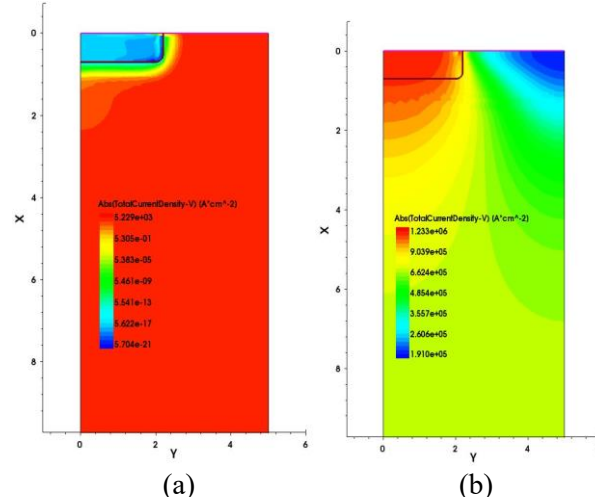 0
2
4
6
8
X
0
2
4
6
Y
Abs(TotalCurrentDensity-V) (A*cm^-2)
5.229e+03
5.305e-01
5.383e-05
5.461e-09
5.541e-13
5.622e-17
5.704e-21
(a)
0
2
4
6
8
X
0
2
4
Y
Abs(TotalCurrentDensity-V) (A*cm^-2)
1.233e+06
9.039e+05
6.624e+05
4.854e+05
3.557e+05
2.606e+05
1.910e+05
(b)